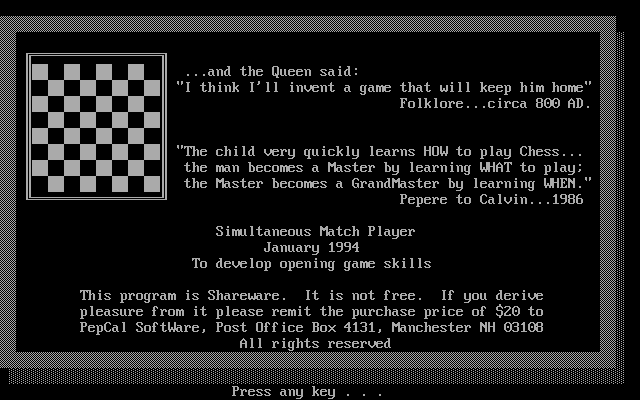 ...and the Queen said:
"I think I'll invent a game that will keep him home"
Folklore...circa 800 AD.
"The child very quickly learns HOW to play Chess...
the man becomes a Master by learning WHAT to play;
the Master becomes a GrandMaster by learning WHEN."
Pepere to Calvin...1986
Simultaneous Match Player
January 1994
To develop opening game skills
This program is Shareware.  It is not free.  If you derive
pleasure from it please remit the purchase price of $20 to
PepCal SoftWare, Post Office Box 4131, Manchester NH 03108
All rights reserved
Press any key . . .